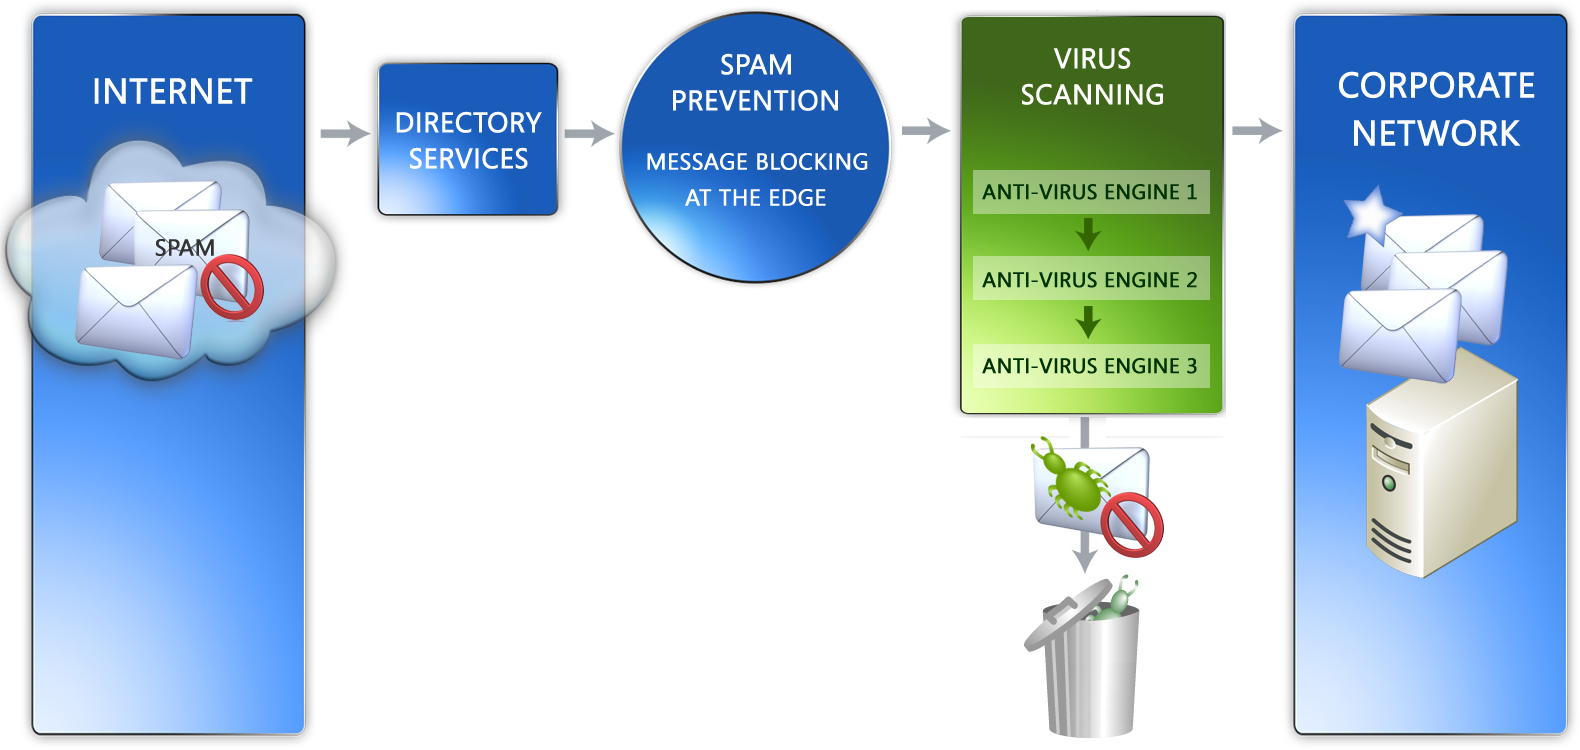 INTERNET
SPAM
DIRECTORY
SERVICES
SPAM
PREVENTION
MESSAGE BLOCKING
AT THE EDGE
VIRUS
SCANNING
ANTI-VIRUS ENGINE 1
ANTI-VIRUS ENGINE 2
ANTI-VIRUS ENGINE 3
CORPORATE
NETWORK